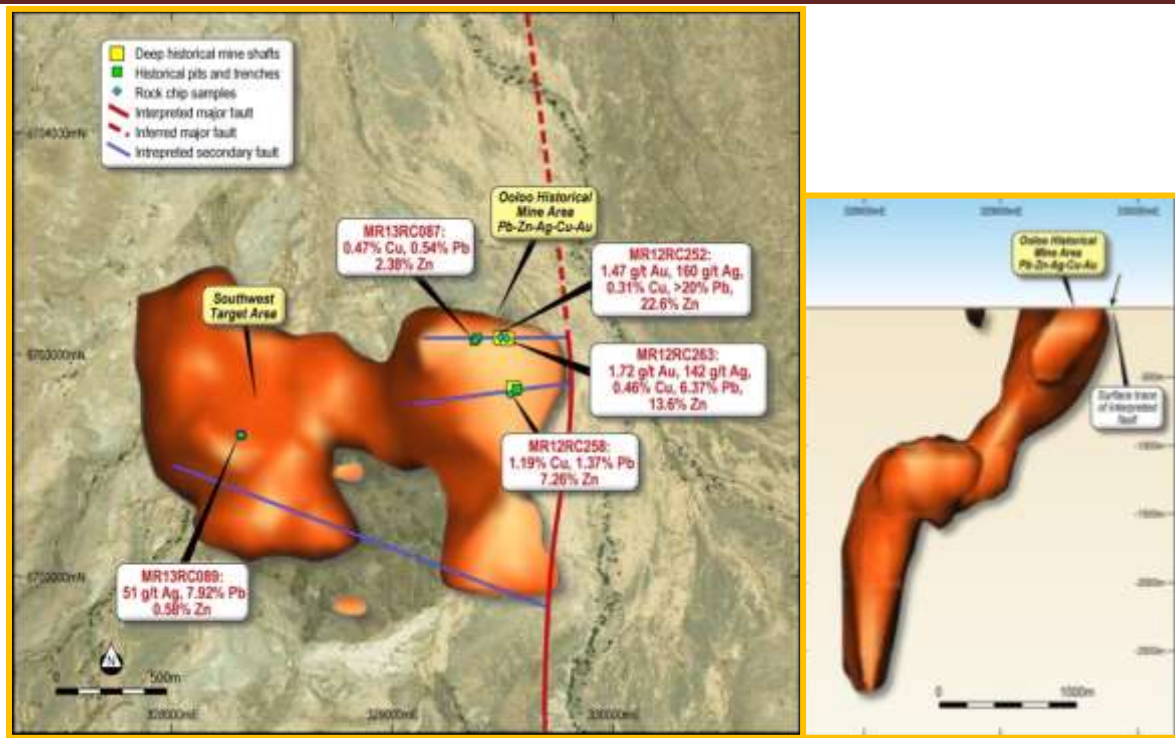 Deep historical mine shafts
Historical pits and trenches
Rock chip samples
Interpreted major fault
Inferred major fault
Intrepreted secondary fault
6704000mN
Ooloo Historical
Mine Area
Pb-Zn-Ag-Cu-Au
MR13RC087:
0.47% Cu, 0.54% Pb
2.38% Zn
MR12RC252:
1.47 g/t Au, 160 g/t Ag,
0.31% Cu, >20% Pb,
22.6% Zn
Southwest
Target Area
6703000mN
MR12RC263:
1.72 g/t Au, 142 g/t Ag,
0.46% Cu, 6.37% Pb,
13.6% Zn
MR12RC258:
1.19% Cu, 1.37% Pb
7.26% Zn
MR13RC089:
51 g/t Ag, 7.92% Pb
0.58% Zn
N
0 500m
328000mE
329000mE
330000mE
Ooloo Historical
Mine Area
Pb-Zn-Ag-Cu-Au
Surface trace
of interpreted
fault
0 1000m